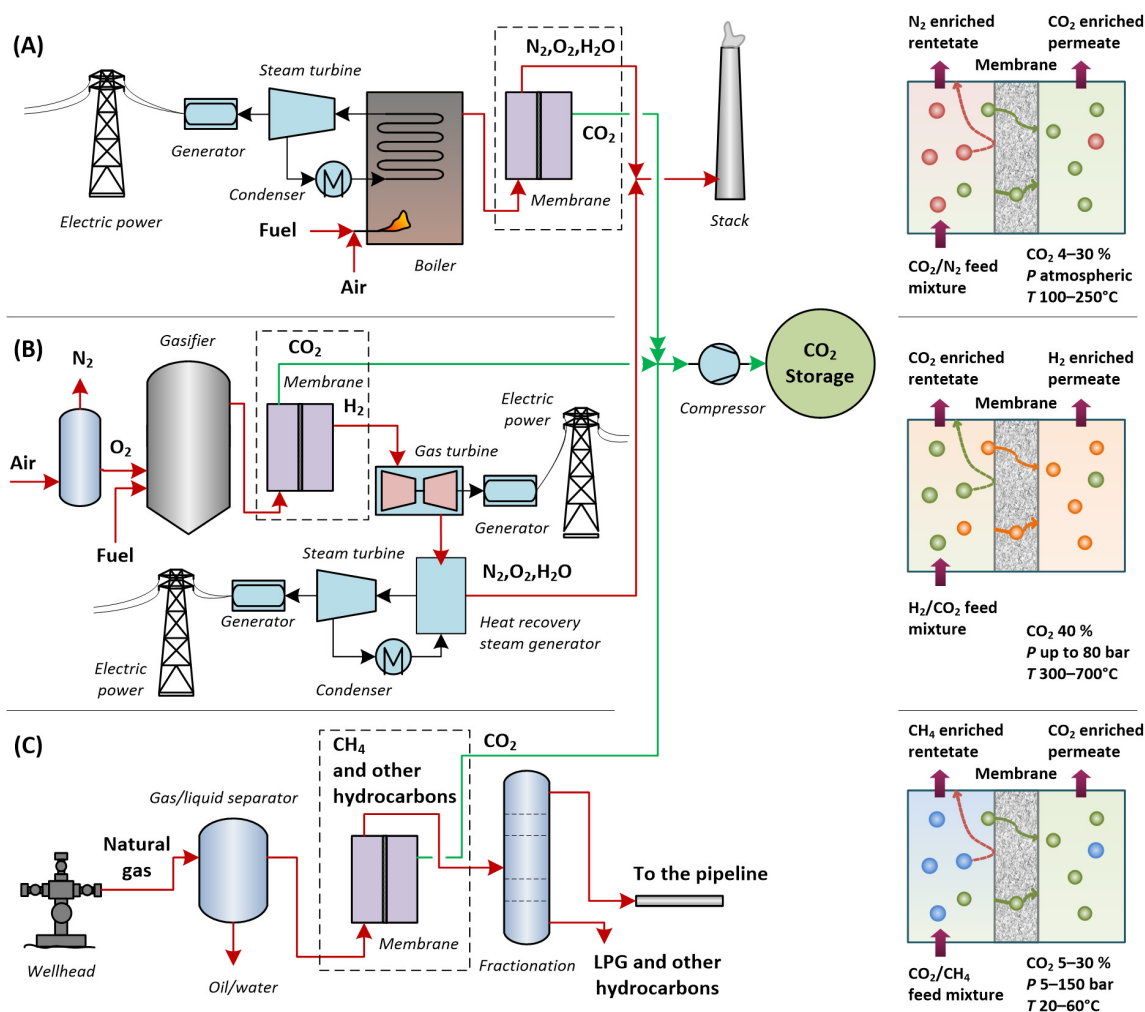 (A)
N₂,O₂,H₂O
Steam turbine
Generator
Condenser
M
CO₂
Membrane
Electric power
Fuel
Air
Boiler
Stack
N₂ enriched
rentetate
CO₂ enriched
permeate
Membrane
CO₂/N₂ feed
mixture
CO₂ 4–30 %
P atmospheric
T 100–250°C
(B)
N₂
Gasifier
CO₂
Membrane
H₂
Air
O₂
Fuel
Gas turbine
Electric
power
Generator
Compressor
CO₂
Storage
Steam turbine
N₂,O₂,H₂O
Generator
Heat recovery
steam generator
M
Condenser
Electric
power
CO₂ enriched
rentetate
H₂ enriched
permeate
Membrane
H₂/CO₂ feed
mixture
CO₂ 40 %
P up to 80 bar
T 300–700°C
(C)
CH₄
and other
hydrocarbons
CO₂
Gas/liquid separator
Natural
gas
Wellhead
Oil/water
Membrane
Fractionation
To the pipeline
LPG and other
hydrocarbons
CH₄ enriched
rentetate
CO₂ enriched
permeate
Membrane
CO₂/CH₄
feed mixture
CO₂ 5–30 %
P 5–150 bar
T 20–60°C